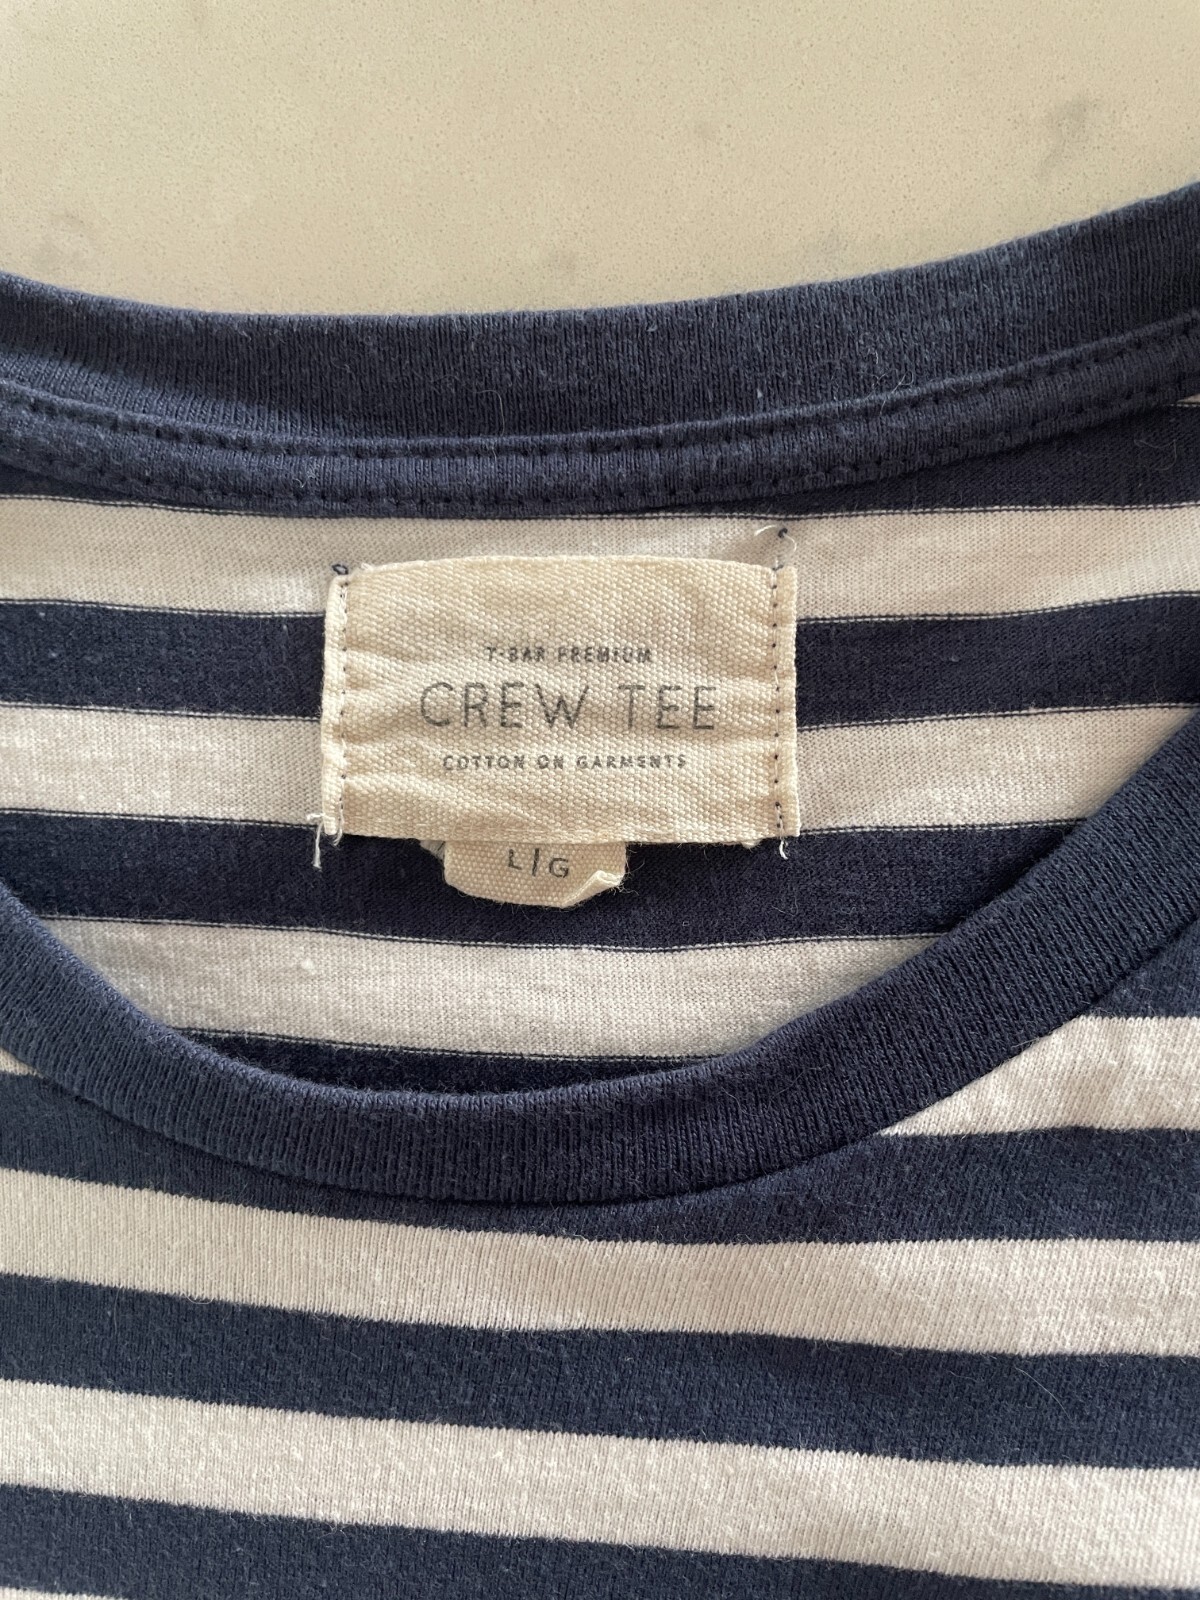 T-BAR PREMIUM
CREW TEE
COTTON ON GARMENTS
L/G